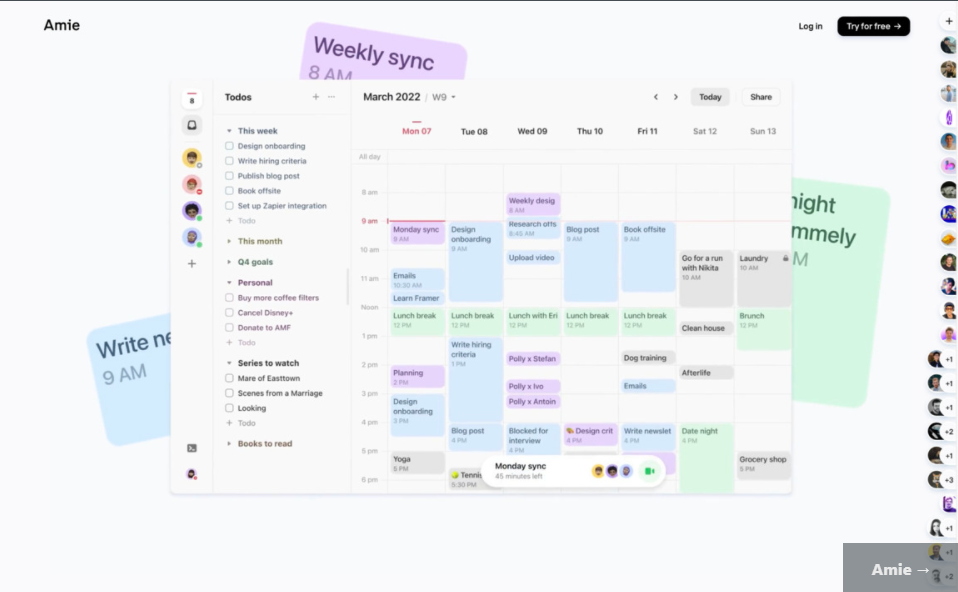 Amie
Log in
Try for free →
Weekly sync
8 AM
8
Todos
This week
Design onboarding
Write hiring criteria
Publish blog post
Book offsite
Set up Zapier integration
Todo
This month
Q4 goals
Personal
Buy more coffee filters
Cancel Disney+
Donate to AMF
Todo
Series to watch
Mare of Easttown
Scenes from a Marriage
Looking
Todo
Books to read
March 2022 / W9
Today
Share
Mon 07
Tue 08
Wed 09
Thu 10
Fri 11
Sat 12
Sun 13
All day
8 am
9 am
10 am
11 am
Noon
1 pm
2 pm
3 pm
4 pm
5 pm
6 pm
Monday sync
9 AM
Emails
10:30 AM
Learn Framer
Lunch break
12 PM
Planning
2 PM
Design
onboarding
3 PM
Yoga
5 PM
Design
onboarding
9 AM
Lunch break
12 PM
Write hiring
criteria
1 PM
Blog post
4 PM
Tenni
5:30 PM
Weekly desig
8 AM
Research otts
8:45 AM
Upload video
Lunch with Eri
12 PM
Polly x Stefan
Polly x Ivo
Polly x Antoin
Blocked for
interview
4 PM
Blog post
9 AM
Lunch break
12 PM
Design crit
4 PM
Book offsite
9 AM
Lunch break
12 PM
Dog training
Emails
Write newslet
4 PM
Go for a run
with Nikita
10 AM
Clean house
Afterlife
Date night
4 PM
Laundry
10 AM
Brunch
12 PM
Grocery shop
5 PM
Monday sync
45 minutes left
Write ne
9 AM
night
mmely
M
+1
+1
+1
+2
+1
+3
+1
+1
+2
Amie →